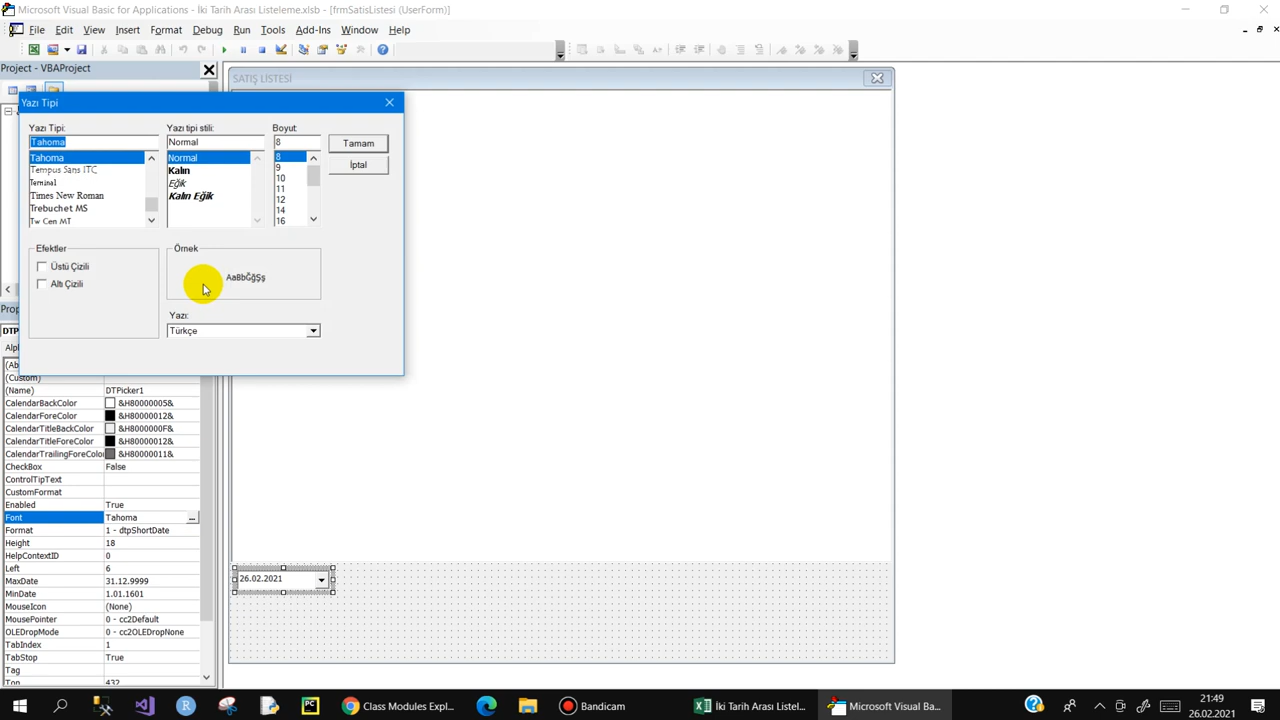 Microsoft Visual Basic for Applications - İki Tarih Arası Listeleme.xlsb - [frmSatisListesi (UserForm)]
File Edit View Insert Format Debug Run Tools Add-Ins Window Help
Project - VBAProject
SATIŞ LİSTESİ
Yazı Tipi
Yazı Tipi: Yazı tipi stili: Boyut:
Tahoma Normal 8 Tamam
Tahoma Normal 8
Tempus Sans ITC Kalın 9 İptal
Terminal Eğik 10
Times New Roman Kalın Eğik 11
Trebuchet MS 12
Tw Cen MT 14
16
Efektler Örnek
Üstü Çizili
AaBbĞğŞş
Altı Çizili
Yazı:
Türkçe
(Name) DTPicker1
CalendarBackColor &H80000005&
CalendarForeColor &H80000012&
CalendarTitleBackColor &H8000000F&
CalendarTitleForeColor &H80000012&
CalendarTrailingForeColo &H80000011&
CheckBox False
ControlTipText
CustomFormat
Enabled True
Font Tahoma ...
Format 1 - dtpShortDate
Height 18
HelpContextID 0
Left 6
MaxDate 31.12.9999
MinDate 1.01.1601
MouseIcon (None)
MousePointer 0 - cc2Default
OLEDropMode 0 - cc2OLEDropNone
TabIndex 1
TabStop True
Tag
26.02.2021
Class Modules Expl...
Bandicam
İki Tarih Arası Listel...
Microsoft Visual Ba...
21:49
26.02.2021